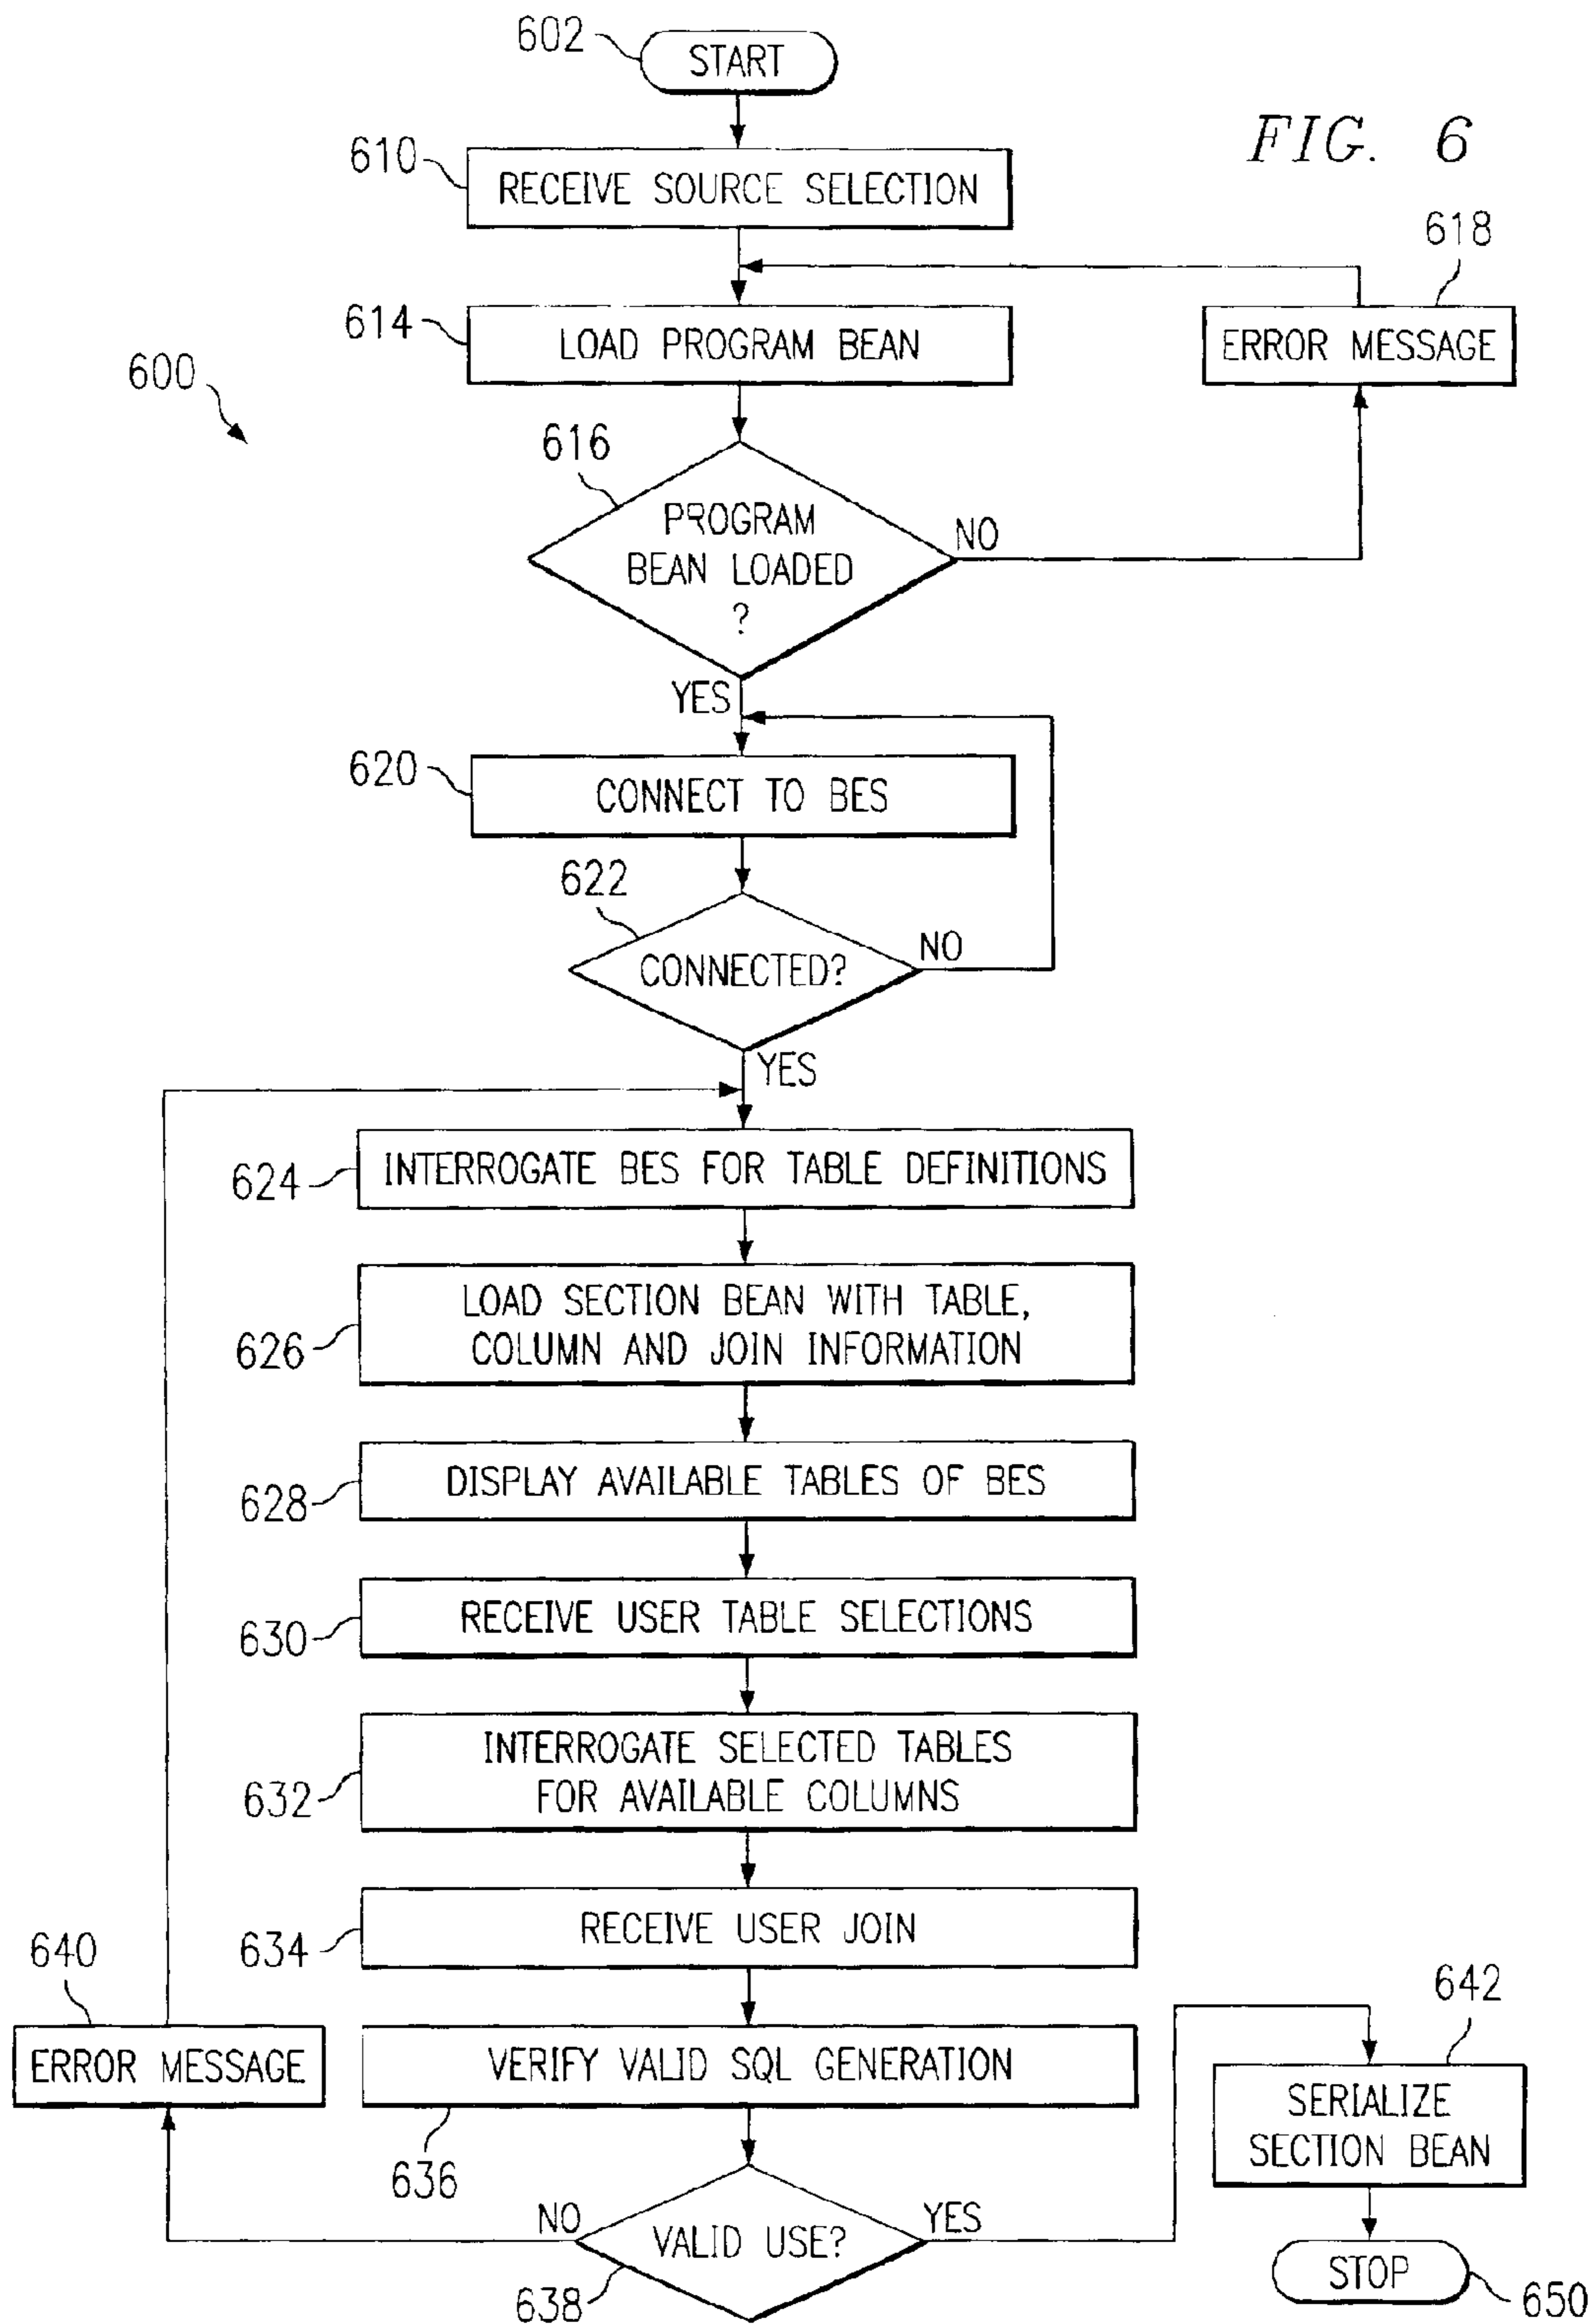 602
START
FIG. 6
610
RECEIVE SOURCE SELECTION
618
614
LOAD PROGRAM BEAN
ERROR MESSAGE
600
616
PROGRAM
BEAN LOADED
?
NO
YES
620
CONNECT TO BES
622
CONNECTED?
NO
YES
624
INTERROGATE BES FOR TABLE DEFINITIONS
626
LOAD SECTION BEAN WITH TABLE,
COLUMN AND JOIN INFORMATION
628
DISPLAY AVAILABLE TABLES OF BES
630
RECEIVE USER TABLE SELECTIONS
632
INTERROGATE SELECTED TABLES
FOR AVAILABLE COLUMNS
634
RECEIVE USER JOIN
640
ERROR MESSAGE
VERIFY VALID SQL GENERATION
636
642
SERIALIZE
SECTION BEAN
NO
VALID USE?
YES
638
STOP
650